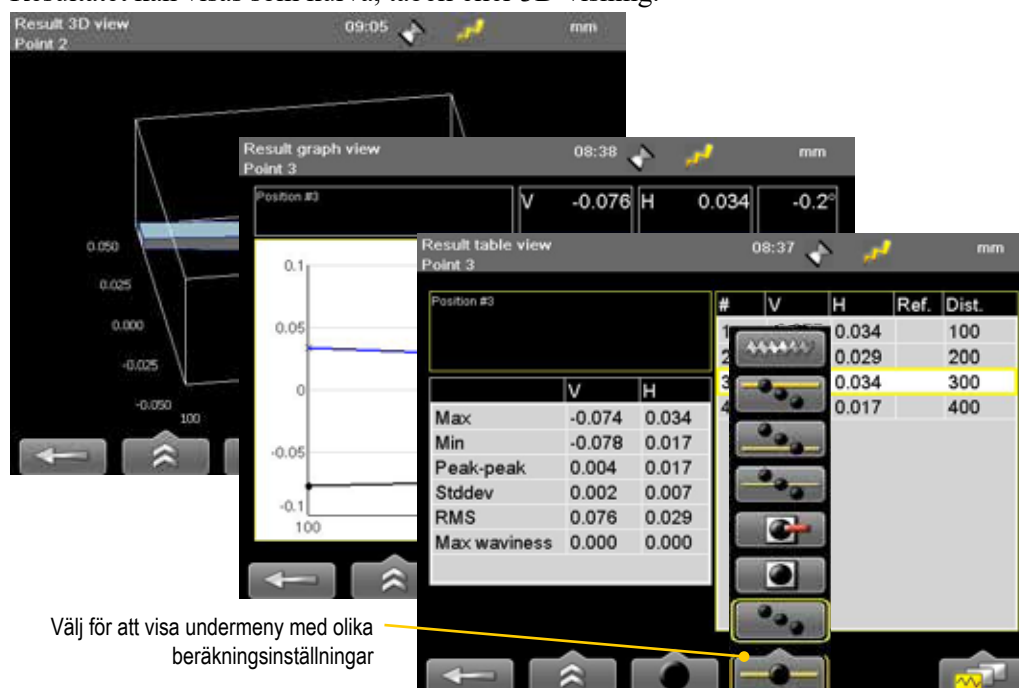 Result 3D view
Point 2
09:05
mm
0.050
0.025
0.000
-0.025
-0.050
100
Result graph view
Point 3
08:38
mm
Position #3
V -0.076 H 0.034 -0.2°
0.1
0.05
0
-0.05
-0.1
100
Result table view
Point 3
08:37
mm
Position #3
# V H Ref. Dist.
1 0.034 100
2 0.029 200
3 0.034 300
4 0.017 400
V H
Max -0.074 0.034
Min -0.078 0.017
Peak-peak 0.004 0.017
Stddev 0.002 0.007
RMS 0.076 0.029
Max waviness 0.000 0.000
Välj för att visa undermeny med olika
beräkningsinställningar